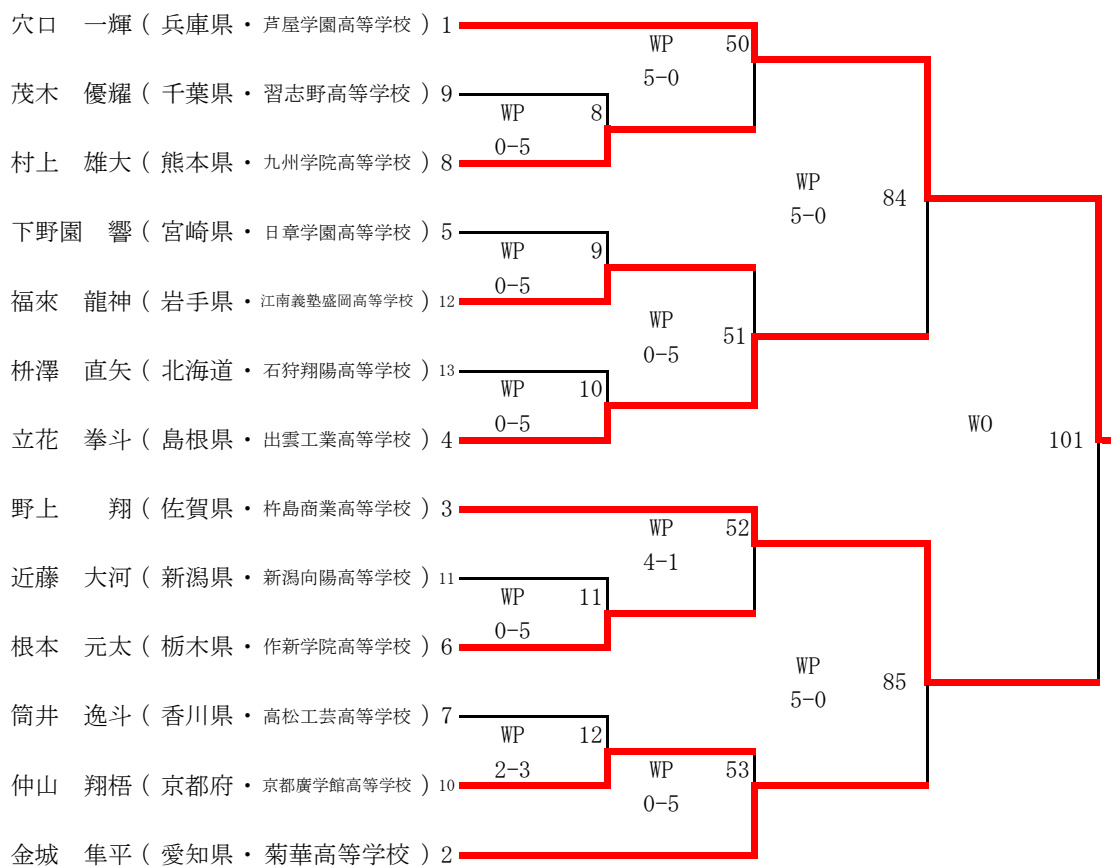 穴口 一輝 ( 兵庫県・芦屋学園高等学校 ) 1
WP 50
5-0
茂木 優耀 ( 千葉県・習志野高等学校 ) 9
WP 8
0-5
村上 雄大 ( 熊本県・九州学院高等学校 ) 8
WP 84
5-0
下野園 響 ( 宮崎県・日章学園高等学校 ) 5
WP 9
0-5
福來 龍神 ( 岩手県・江南義塾盛岡高等学校 ) 12
WP 51
0-5
枡澤 直矢 ( 北海道・石狩翔陽高等学校 ) 13
WP 10
0-5
立花 拳斗 ( 島根県・出雲工業高等学校 ) 4
WO 101
野上 翔 ( 佐賀県・杵島商業高等学校 ) 3
WP 52
4-1
近藤 大河 ( 新潟県・新潟向陽高等学校 ) 11
WP 11
0-5
根本 元太 ( 栃木県・作新学院高等学校 ) 6
WP 85
5-0
筒井 逸斗 ( 香川県・高松工芸高等学校 ) 7
WP 12
2-3
仲山 翔梧 ( 京都府・京都廣学館高等学校 ) 10
WP 53
0-5
金城 隼平 ( 愛知県・菊華高等学校 ) 2